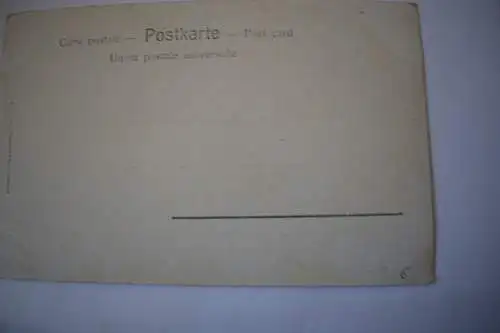 Carte postale — Postkarte — Post card
Union postale universelle